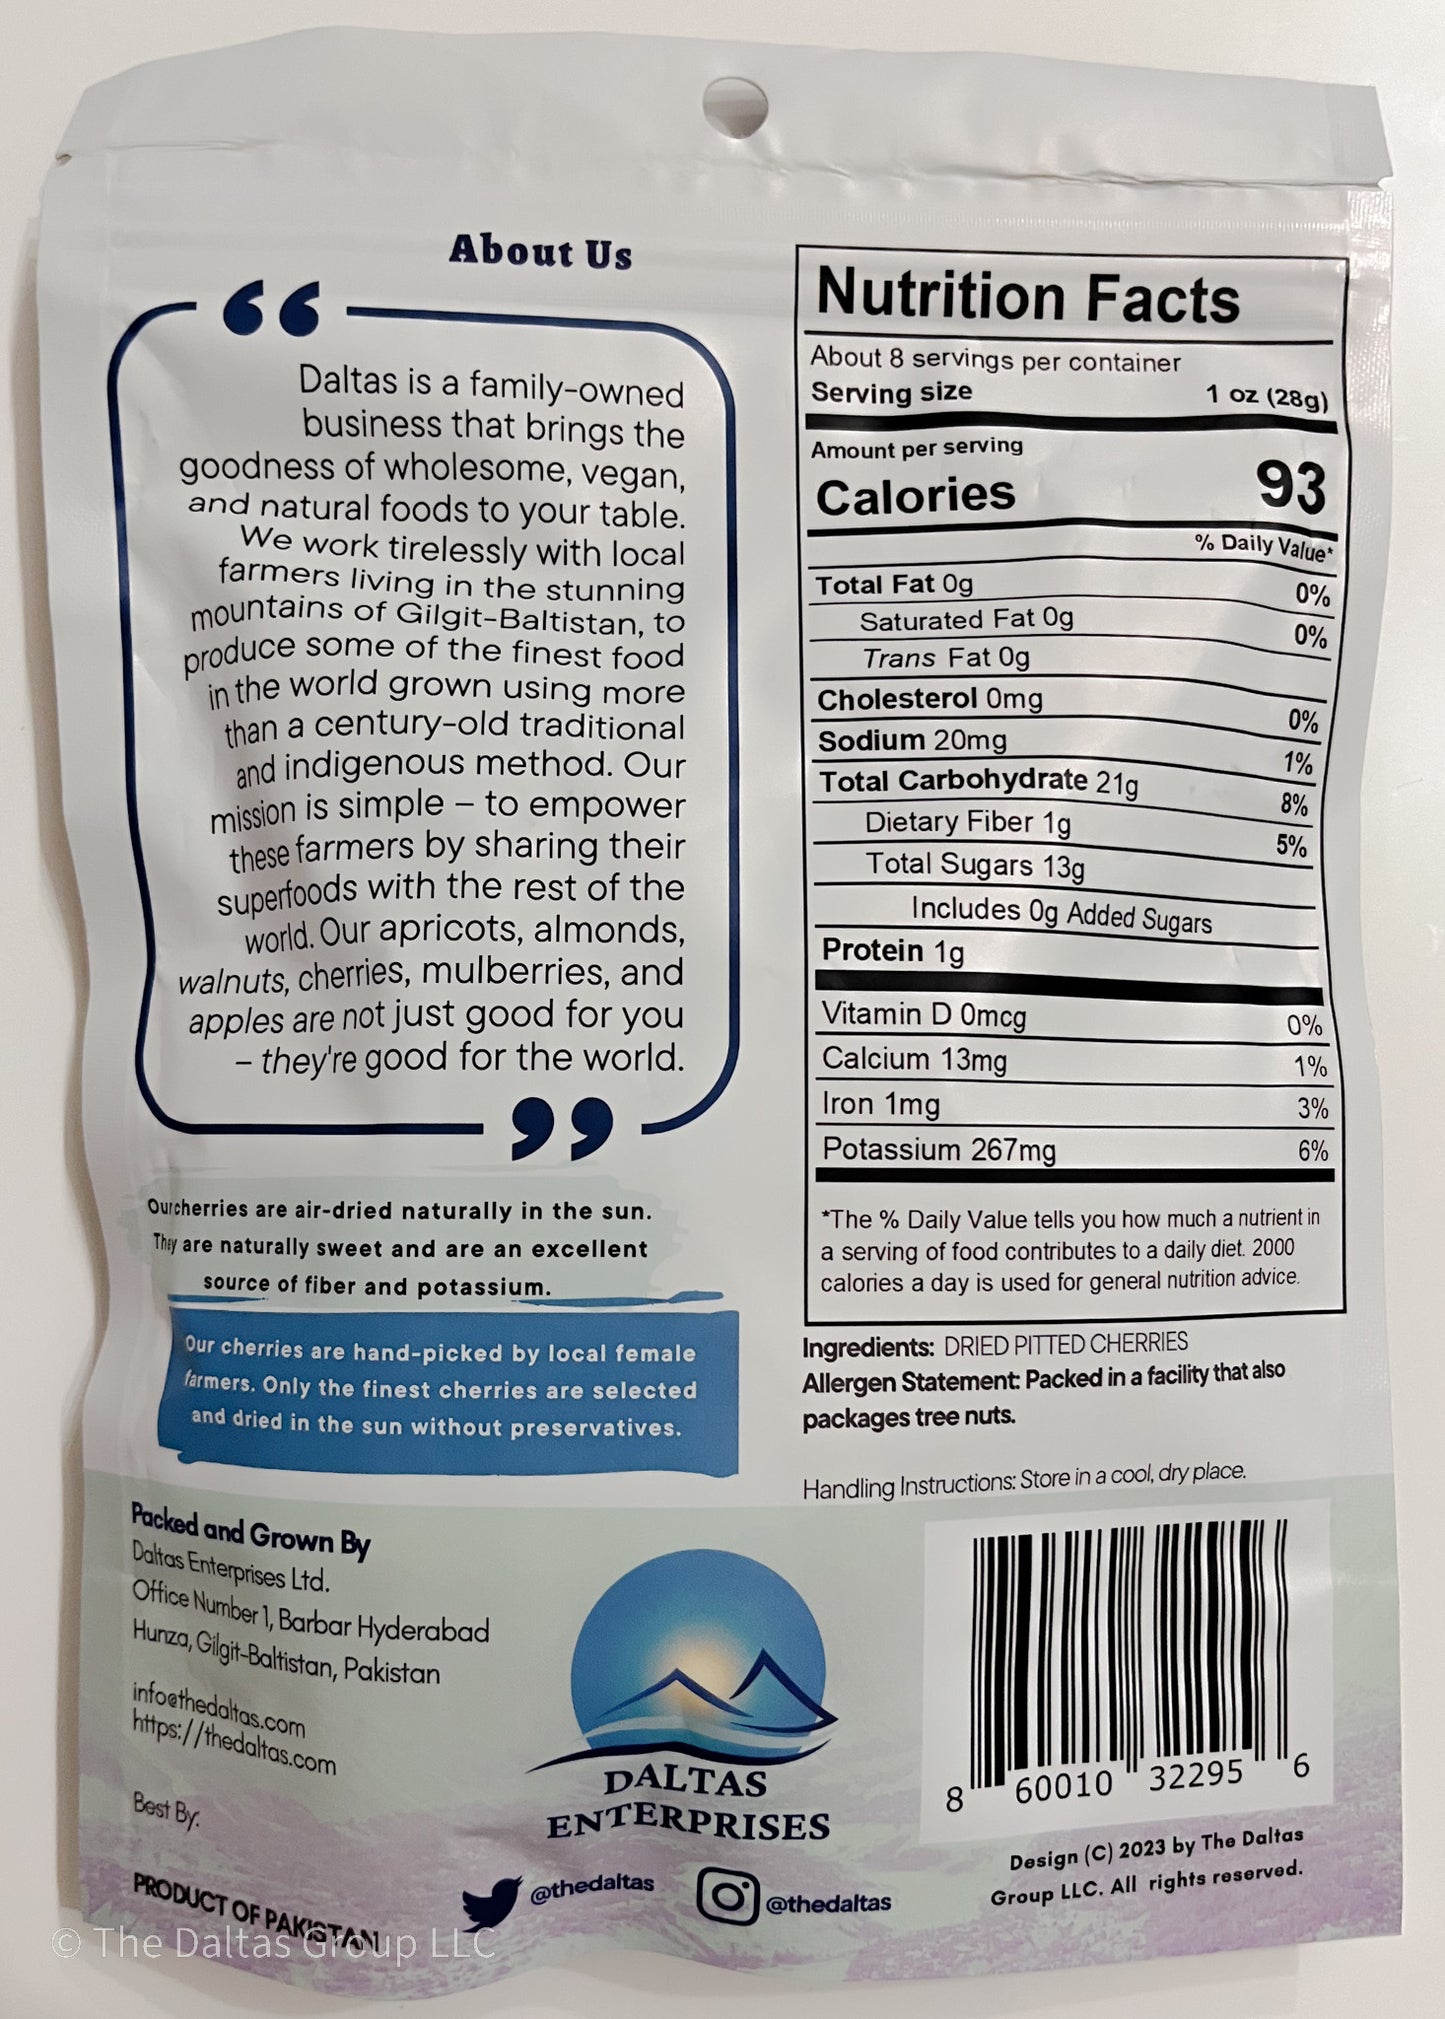 About Us
Daltas is a family-owned
business that brings the
goodness of wholesome, vegan,
and natural foods to your table.
We work tirelessly with local
farmers living in the stunning
mountains of Gilgit-Baltistan, to
produce some of the finest food
in the world grown using more
than a century-old traditional
and indigenous method. Our
mission is simple – to empower
these farmers by sharing their
superfoods with the rest of the
world. Our apricots, almonds,
walnuts, cherries, mulberries, and
apples are not just good for you
– they're good for the world.
Our cherries are air-dried naturally in the sun.
They are naturally sweet and are an excellent
source of fiber and potassium.
Our cherries are hand-picked by local female
farmers. Only the finest cherries are selected
and dried in the sun without preservatives.
Packed and Grown By
Daltas Enterprises Ltd.
Office Number 1, Barbar Hyderabad
Hunza, Gilgit-Baltistan, Pakistan
info@thedaltas.com
https://thedaltas.com
Best By:
PRODUCT OF PAKISTAN
© The Daltas Group LLC
DALTAS
ENTERPRISES
@thedaltas
@thedaltas
Nutrition Facts
About 8 servings per container
Serving size 1 oz (28g)
Amount per serving
Calories 93
% Daily Value*
Total Fat 0g 0%
Saturated Fat 0g 0%
Trans Fat 0g
Cholesterol 0mg 0%
Sodium 20mg 1%
Total Carbohydrate 21g 8%
Dietary Fiber 1g 5%
Total Sugars 13g
Includes 0g Added Sugars
Protein 1g
Vitamin D 0mcg 0%
Calcium 13mg 1%
Iron 1mg 3%
Potassium 267mg 6%
*The % Daily Value tells you how much a nutrient in
a serving of food contributes to a daily diet. 2000
calories a day is used for general nutrition advice.
Ingredients: DRIED PITTED CHERRIES
Allergen Statement: Packed in a facility that also
packages tree nuts.
Handling Instructions: Store in a cool, dry place.
8 60010 32295 6
Design (C) 2023 by The Daltas
Group LLC. All rights reserved.